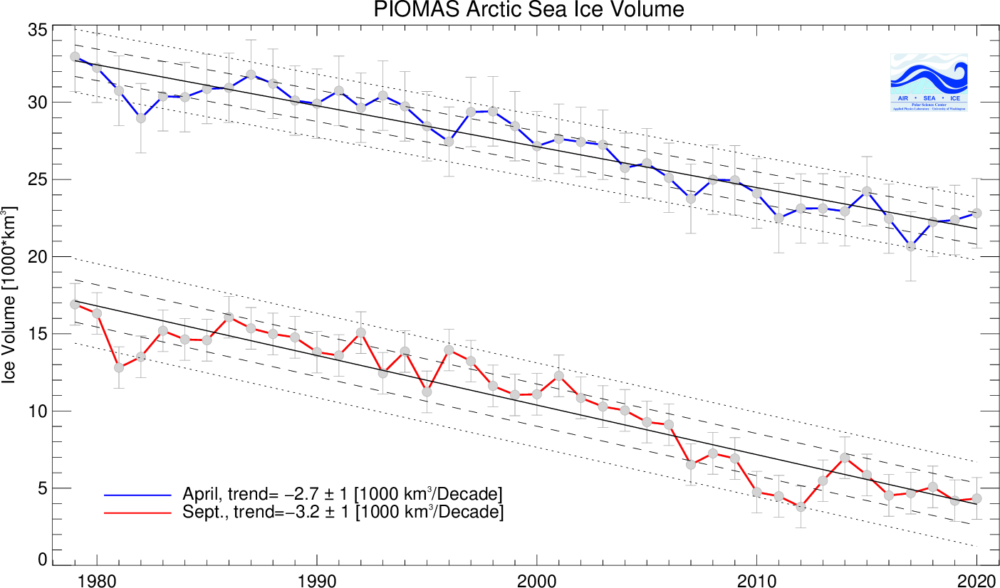 PIOMAS Arctic Sea Ice Volume
35
30
25
20
15
10
5
0
Ice Volume [1000*km³]
AIR • SEA • ICE
Polar Science Center
Applied Physics Laboratory - University of Washington
April, trend= −2.7 ± 1 [1000 km³/Decade]
Sept., trend=−3.2 ± 1 [1000 km³/Decade]
1980 1990 2000 2010 2020